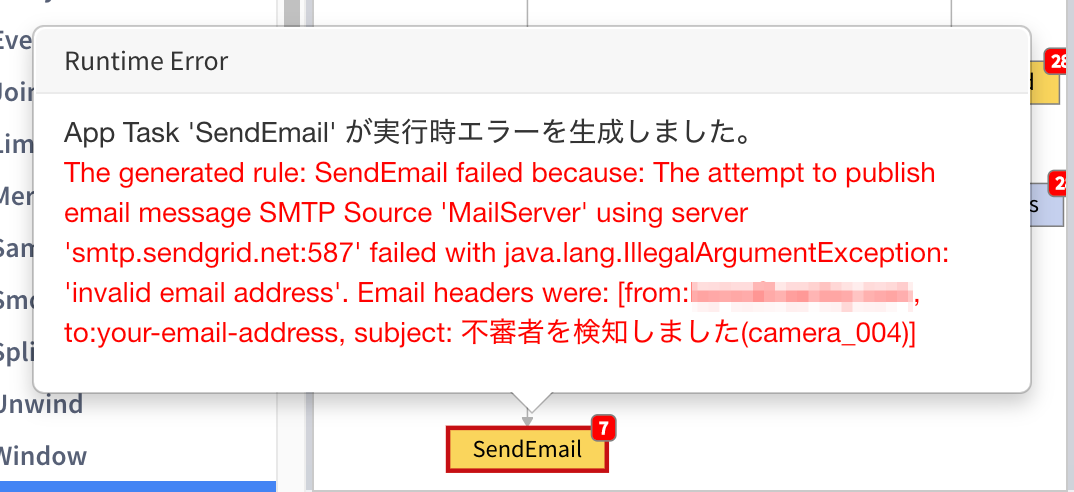 Eve
Runtime Error
Join
Lim
Mer
Sam
Smo
Spli
Unwind
Window
App Task 'SendEmail' が実行時エラーを生成しました。
The generated rule: SendEmail failed because: The attempt to publish
email message SMTP Source 'MailServer' using server
'smtp.sendgrid.net:587' failed with java.lang.IllegalArgumentException:
'invalid email address'. Email headers were: [from:
,
to:your-email-address, subject: 不審者を検知しました(camera_004)]
28
d
2
s
7
SendEmail